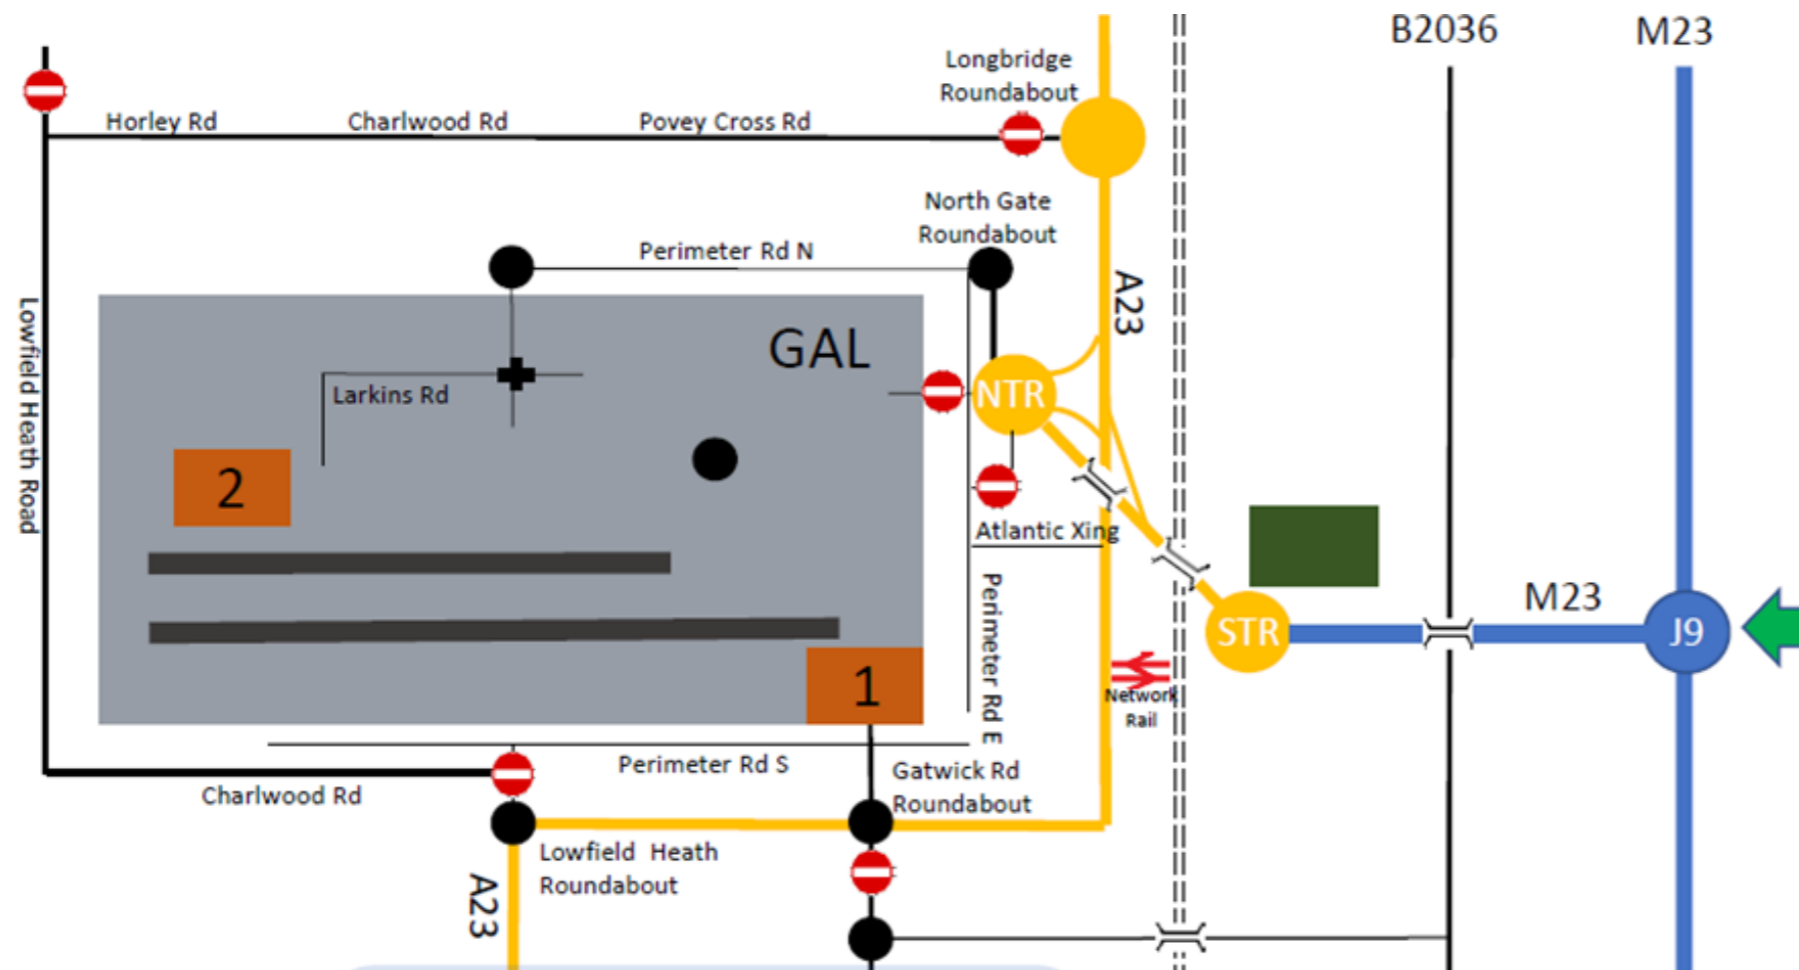 B2036
M23
Longbridge
Roundabout
Horley Rd
Charlwood Rd
Povey Cross Rd
North Gate
Roundabout
Perimeter Rd N
A23
Lowfield Heath Road
GAL
Larkins Rd
NTR
2
Atlantic Xing
Perimeter Rd E
M23
STR
J9
1
Network
Rail
Perimeter Rd S
Gatwick Rd
Roundabout
Charlwood Rd
Lowfield Heath
Roundabout
A23